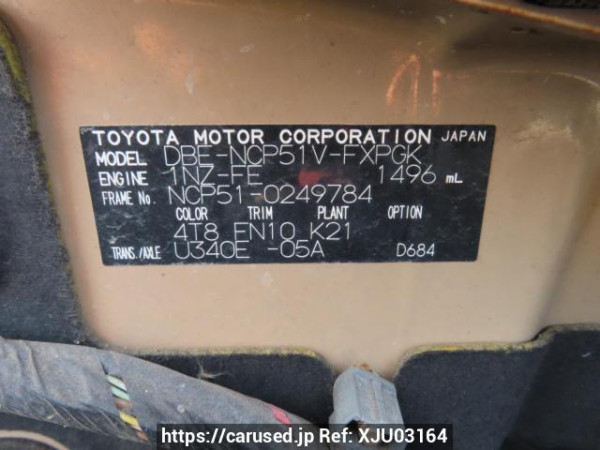 TOYOTA MOTOR CORPORATION JAPAN
MODEL DBE-NCP51V-FXPGK
ENGINE 1NZ-FE 1496 mL
FRAME No. NCP51-0249784
COLOR TRIM PLANT OPTION
4T8 FN10 K21
TRANS./AXLE U340E -05A D684
https://carused.jp Ref: XJU03164